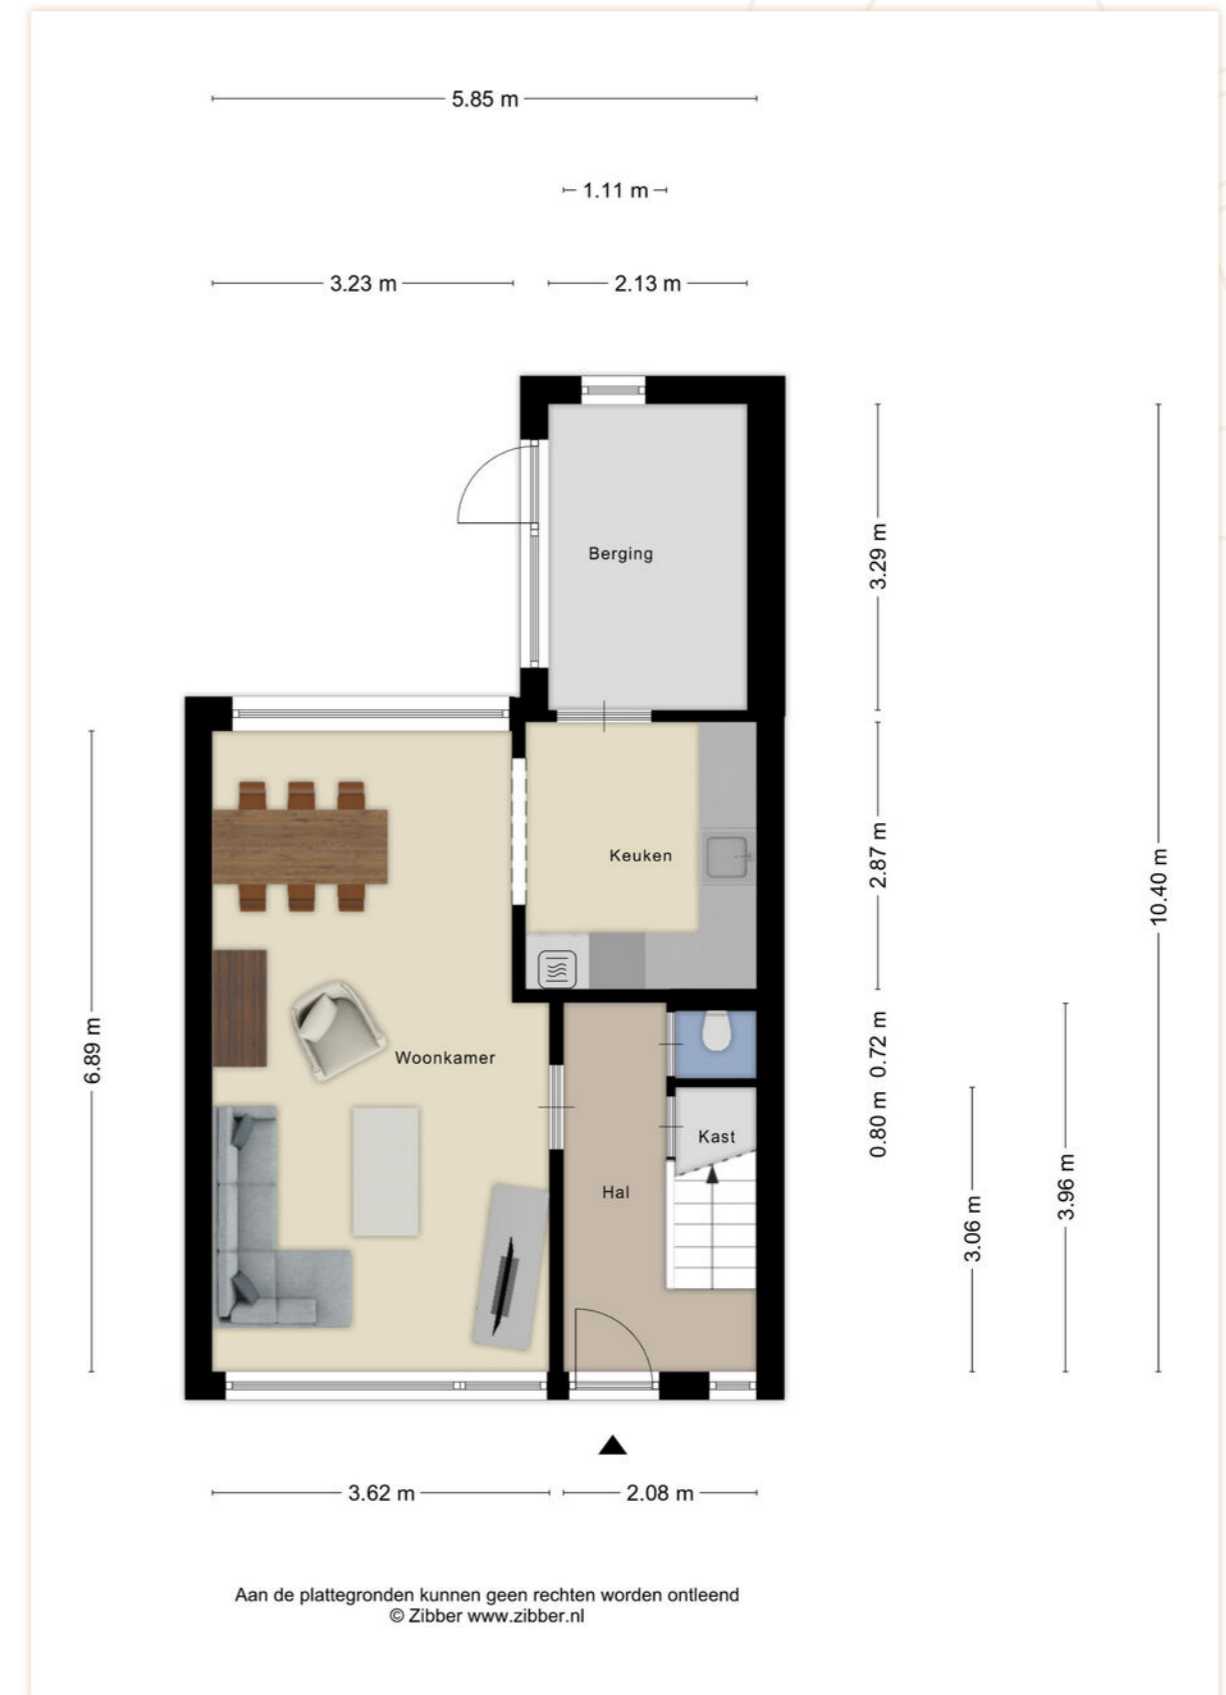 5.85 m
1.11 m
3.23 m
2.13 m
Berging
3.29 m
Keuken
2.87 m
10.40 m
6.89 m
Woonkamer
0.72 m
0.80 m
Kast
Hal
3.96 m
3.06 m
3.62 m
2.08 m
Aan de plattegronden kunnen geen rechten worden ontleend
© Zibber www.zibber.nl